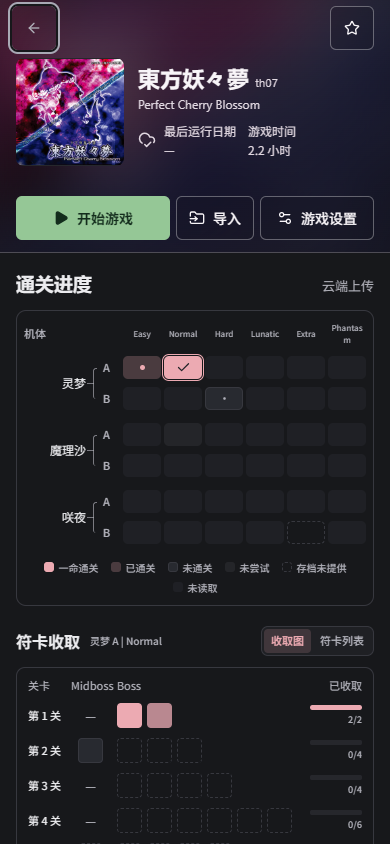 東方妖々夢 th07
Perfect Cherry Blossom
最后运行日期 游戏时间
— 2.2 小时
东方妖々夢
开始游戏 导入 游戏设置
通关进度 云端上传
机体 Easy Normal Hard Lunatic Extra Phantas
m
灵梦 A
B
魔理沙 A
B
咲夜 A
B
一命通关 已通关 未通关 未尝试 存档未提供
未读取
符卡收取 灵梦 A | Normal 收取图 符卡列表
关卡 Midboss Boss 已收取
第 1 关 — 2/2
第 2 关 0/4
第 3 关 — 0/4
第 4 关 — 0/6